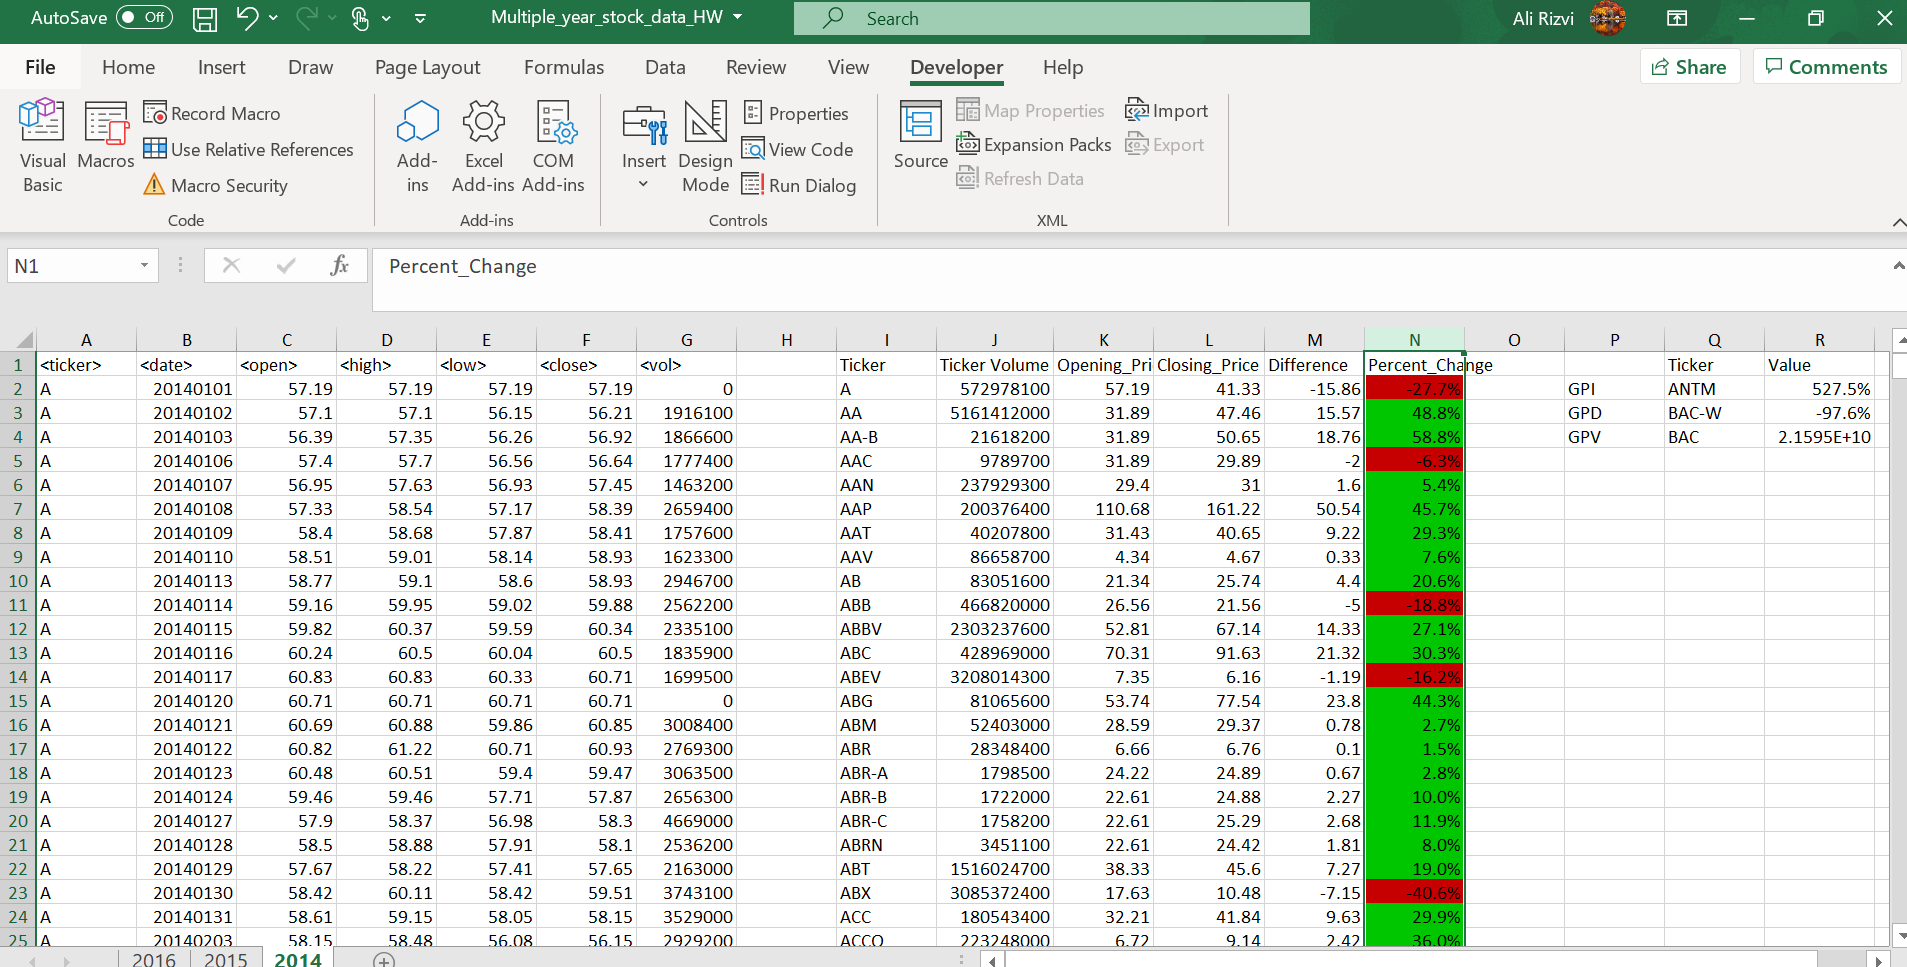 AutoSave Off Multiple_year_stock_data_HW Search Ali Rizvi
File Home Insert Draw Page Layout Formulas Data Review View Developer Help Share Comments
Visual Basic Macros Record Macro Use Relative References Macro Security Code
Add-ins Excel Add-ins COM Add-ins Add-ins
Insert Design Mode Properties View Code Run Dialog Controls
Source Map Properties Expansion Packs Refresh Data Import Export XML
N1 fx Percent_Change
A B C D E F G H I J K L M N O P Q R
1 <ticker> <date> <open> <high> <low> <close> <vol> Ticker Ticker Volume Opening_Pri Closing_Price Difference Percent_Change Ticker Value
2 A 20140101 57.19 57.19 57.19 57.19 0 A 572978100 57.19 41.33 -15.86 -27.7% GPI ANTM 527.5%
3 A 20140102 57.1 57.1 56.15 56.21 1916100 AA 5161412000 31.89 47.46 15.57 48.8% GPD BAC-W -97.6%
4 A 20140103 56.39 57.35 56.26 56.92 1866600 AA-B 21618200 31.89 50.65 18.76 58.8% GPV BAC 2.1595E+10
5 A 20140106 57.4 57.7 56.56 56.64 1777400 AAC 9789700 31.89 29.89 -2 -6.3%
6 A 20140107 56.95 57.63 56.93 57.45 1463200 AAN 237929300 29.4 31 1.6 5.4%
7 A 20140108 57.33 58.54 57.17 58.39 2659400 AAP 200376400 110.68 161.22 50.54 45.7%
8 A 20140109 58.4 58.68 57.87 58.41 1757600 AAT 40207800 31.43 40.65 9.22 29.3%
9 A 20140110 58.51 59.01 58.14 58.93 1623300 AAV 86658700 4.34 4.67 0.33 7.6%
10 A 20140113 58.77 59.1 58.6 58.93 2946700 AB 83051600 21.34 25.74 4.4 20.6%
11 A 20140114 59.16 59.95 59.02 59.88 2562200 ABB 466820000 26.56 21.56 -5 -18.8%
12 A 20140115 59.82 60.37 59.59 60.34 2335100 ABBV 2303237600 52.81 67.14 14.33 27.1%
13 A 20140116 60.24 60.5 60.04 60.5 1835900 ABC 428969000 70.31 91.63 21.32 30.3%
14 A 20140117 60.83 60.83 60.33 60.71 1699500 ABEV 3208014300 7.35 6.16 -1.19 -16.2%
15 A 20140120 60.71 60.71 60.71 60.71 0 ABG 81065600 53.74 77.54 23.8 44.3%
16 A 20140121 60.69 60.88 59.86 60.85 3008400 ABM 52403000 28.59 29.37 0.78 2.7%
17 A 20140122 60.82 61.22 60.71 60.93 2769300 ABR 28348400 6.66 6.76 0.1 1.5%
18 A 20140123 60.48 60.51 59.4 59.47 3063500 ABR-A 1798500 24.22 24.89 0.67 2.8%
19 A 20140124 59.46 59.46 57.71 57.87 2656300 ABR-B 1722000 22.61 24.88 2.27 10.0%
20 A 20140127 57.9 58.37 56.98 58.3 4669000 ABR-C 1758200 22.61 25.29 2.68 11.9%
21 A 20140128 58.5 58.88 57.91 58.1 2536200 ABRN 3451100 22.61 24.42 1.81 8.0%
22 A 20140129 57.67 58.22 57.41 57.65 2163000 ABT 1516024700 38.33 45.6 7.27 19.0%
23 A 20140130 58.42 60.11 58.42 59.51 3743100 ABX 3085372400 17.63 10.48 -7.15 -40.6%
24 A 20140131 58.61 59.15 58.05 58.15 3529000 ACC 180543400 32.21 41.84 9.63 29.9%
25 A 20140203 58.15 58.48 56.08 56.15 2929200 ACCO 223248000 6.72 9.14 2.42 36.0%
2016 2015 2014